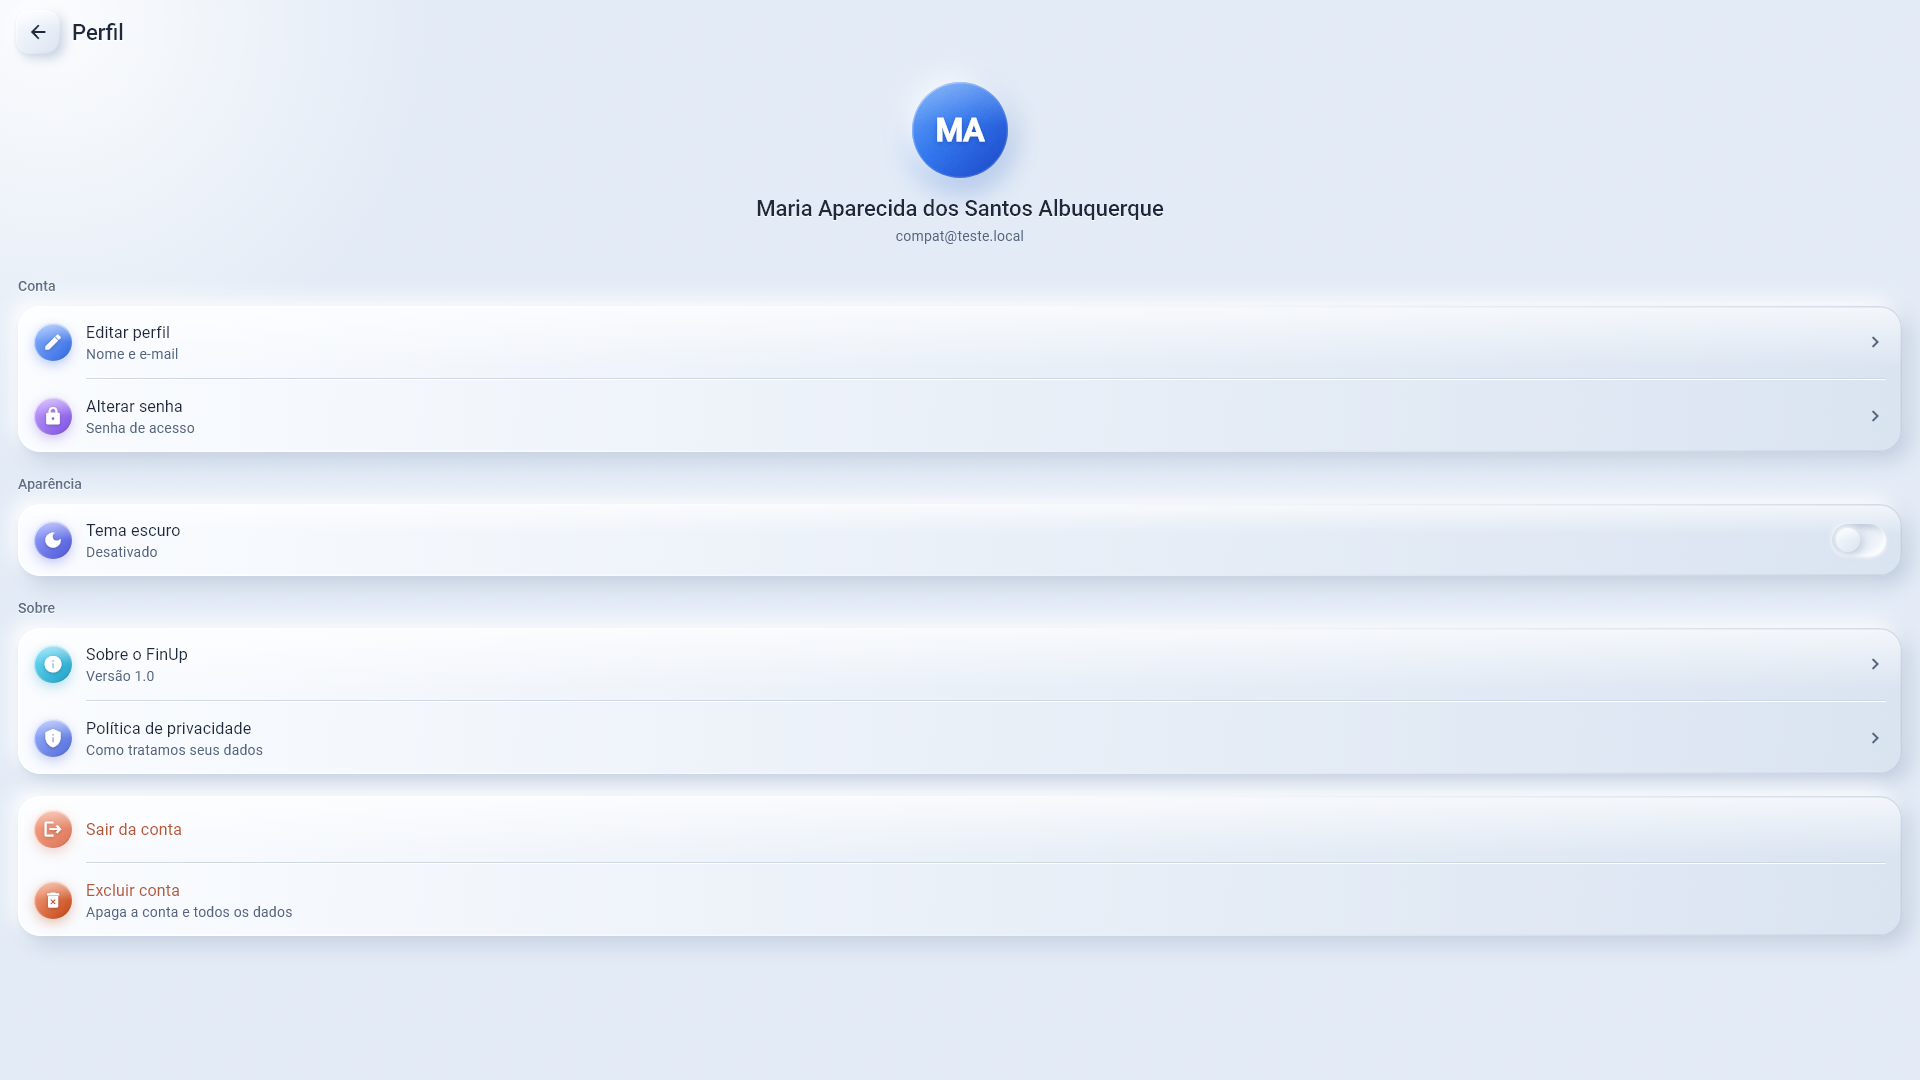 Perfil
MA
Maria Aparecida dos Santos Albuquerque
compat@teste.local
Conta
Editar perfil
Nome e e-mail
Alterar senha
Senha de acesso
Aparência
Tema escuro
Desativado
Sobre
Sobre o FinUp
Versão 1.0
Política de privacidade
Como tratamos seus dados
Sair da conta
Excluir conta
Apaga a conta e todos os dados